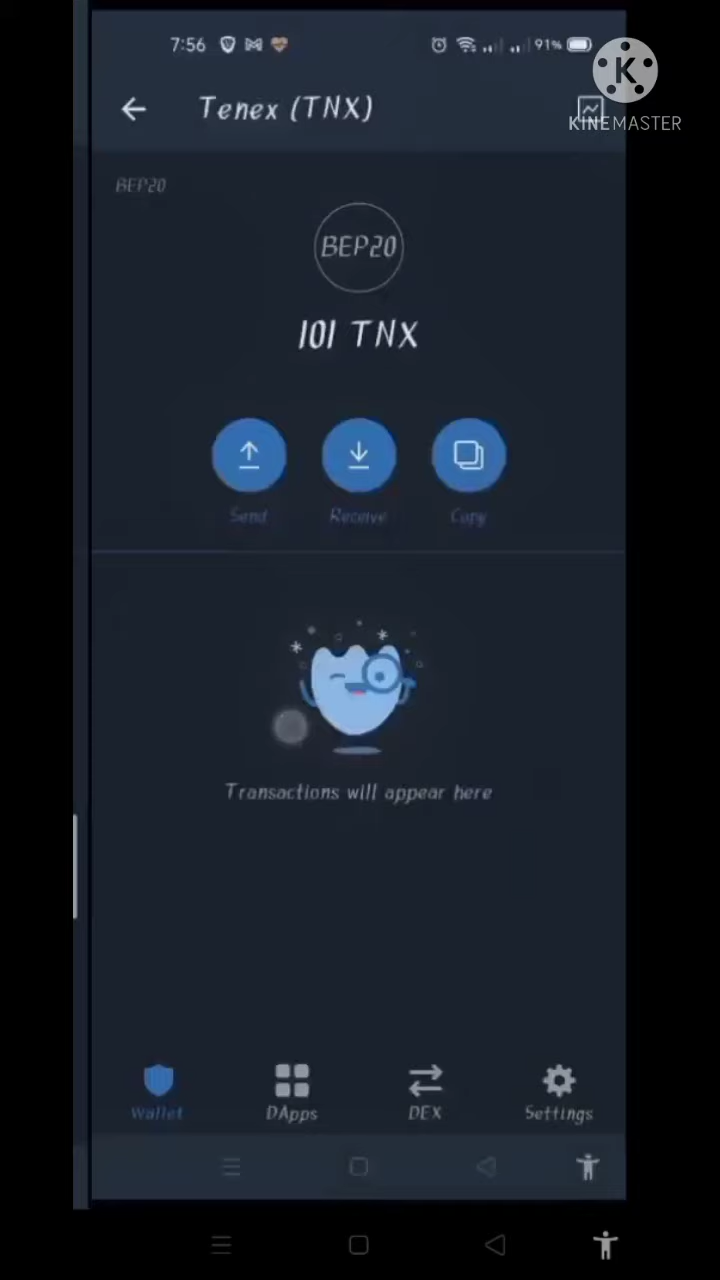 7:56
91%
K
KINEMASTER
Tenex (TNX)
BEP20
BEP20
101 TNX
Send Receive Copy
Transactions will appear here
Wallet DApps DEX Settings